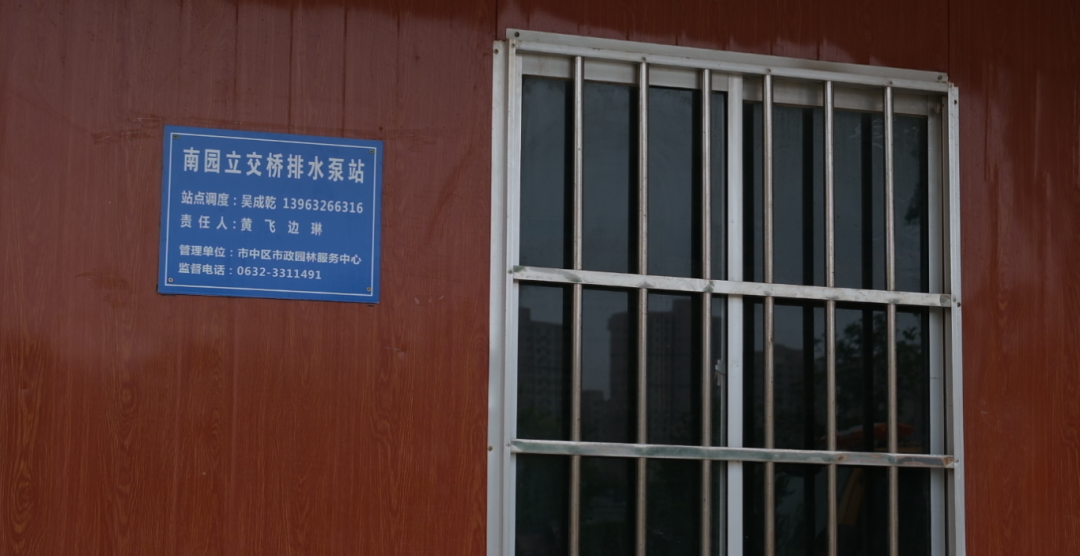 南园立交桥排水泵站
站点调度：吴成乾 13963266316
责 任 人：黄 飞 边 琳
管理单位：市中区市政园林服务中心
监督电话：0632-3311491